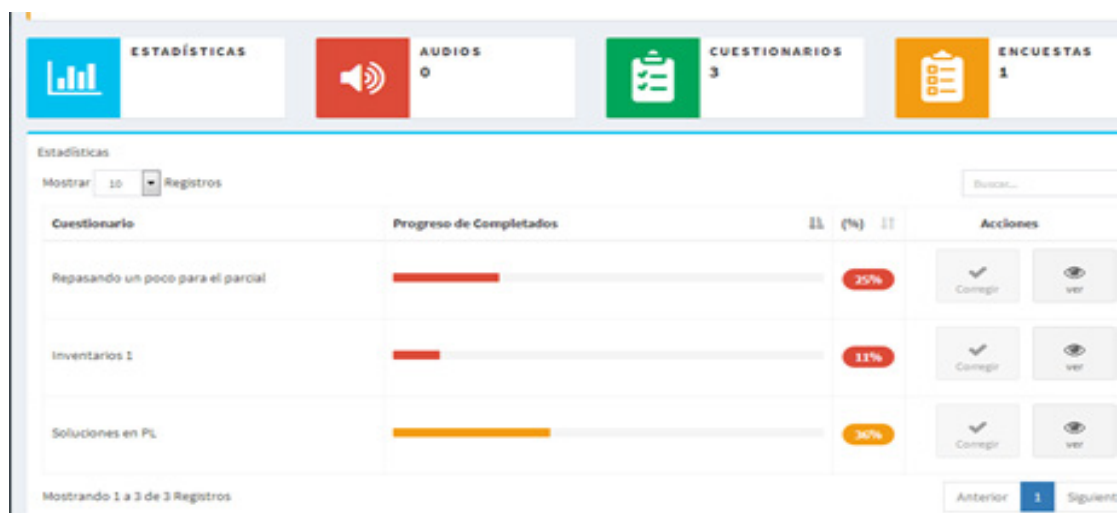 ESTADÍSTICAS
AUDIOS
0
CUESTIONARIOS
3
ENCUESTAS
1
Estadísticas
Mostrar 10 Registros
Buscar...
Cuestionario Progreso de Completados (%) Acciones
Repasando un poco para el parcial 25% Corregir ver
Inventarios 1 11% Corregir ver
Soluciones en PL 36% Corregir ver
Mostrando 1 a 3 de 3 Registros
Anterior 1 Siguient